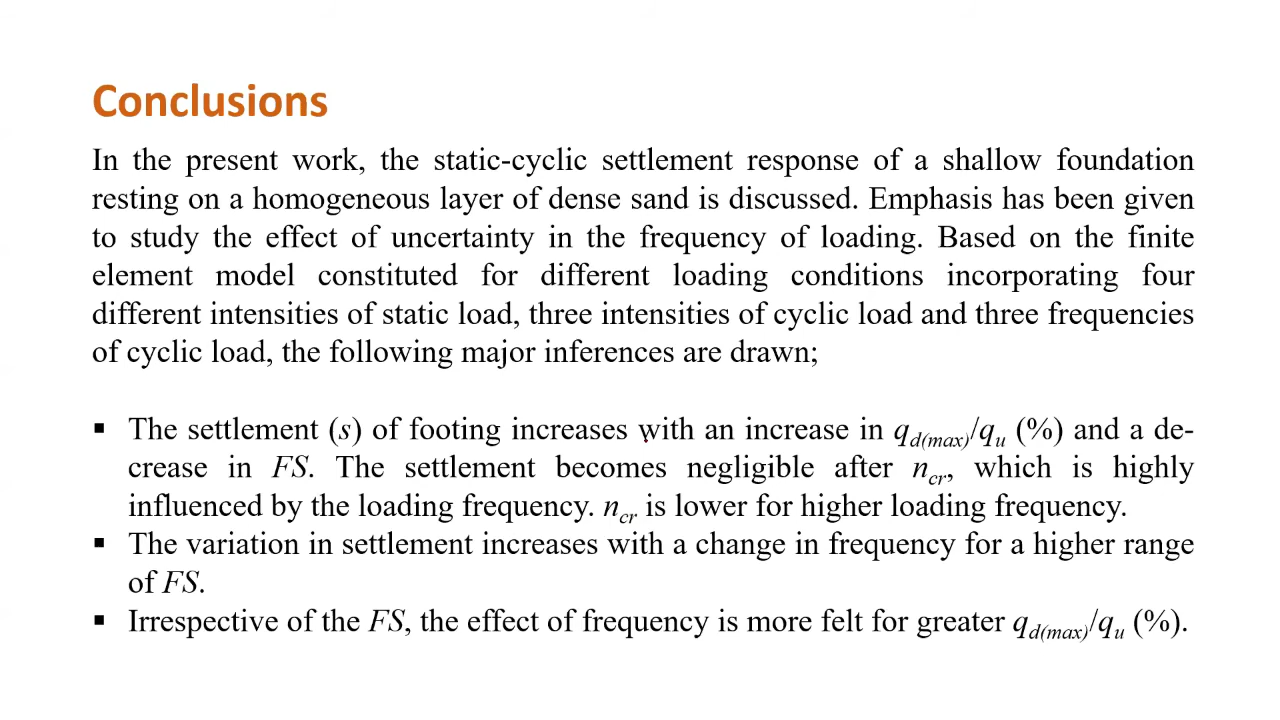 Conclusions
In the present work, the static-cyclic settlement response of a shallow foundation
resting on a homogeneous layer of dense sand is discussed. Emphasis has been given
to study the effect of uncertainty in the frequency of loading. Based on the finite
element model constituted for different loading conditions incorporating four
different intensities of static load, three intensities of cyclic load and three frequencies
of cyclic load, the following major inferences are drawn;
▪ The settlement (s) of footing increases with an increase in qd(max)/qu (%) and a de-
crease in FS. The settlement becomes negligible after ncr, which is highly
influenced by the loading frequency. ncr is lower for higher loading frequency.
▪ The variation in settlement increases with a change in frequency for a higher range
of FS.
▪ Irrespective of the FS, the effect of frequency is more felt for greater qd(max)/qu (%).